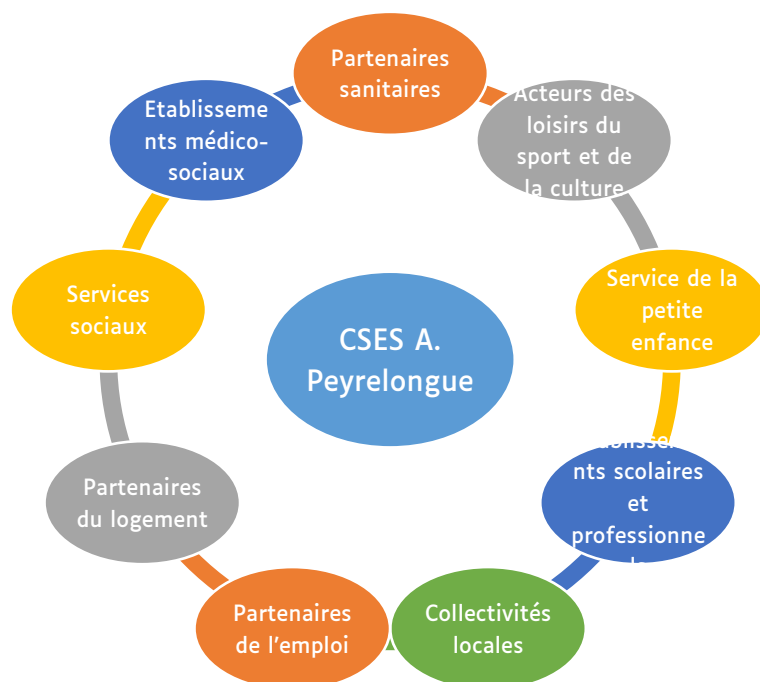 Partenaires
sanitaires
Acteurs des
loisirs du
sport et de
la culture
Service de la
petite
enfance
nts scolaires
et
professionne
Collectivités
locales
Partenaires
de l'emploi
Partenaires
du logement
Services
sociaux
Etablisseme
nts médico-
sociaux
CSES A.
Peyrelongue